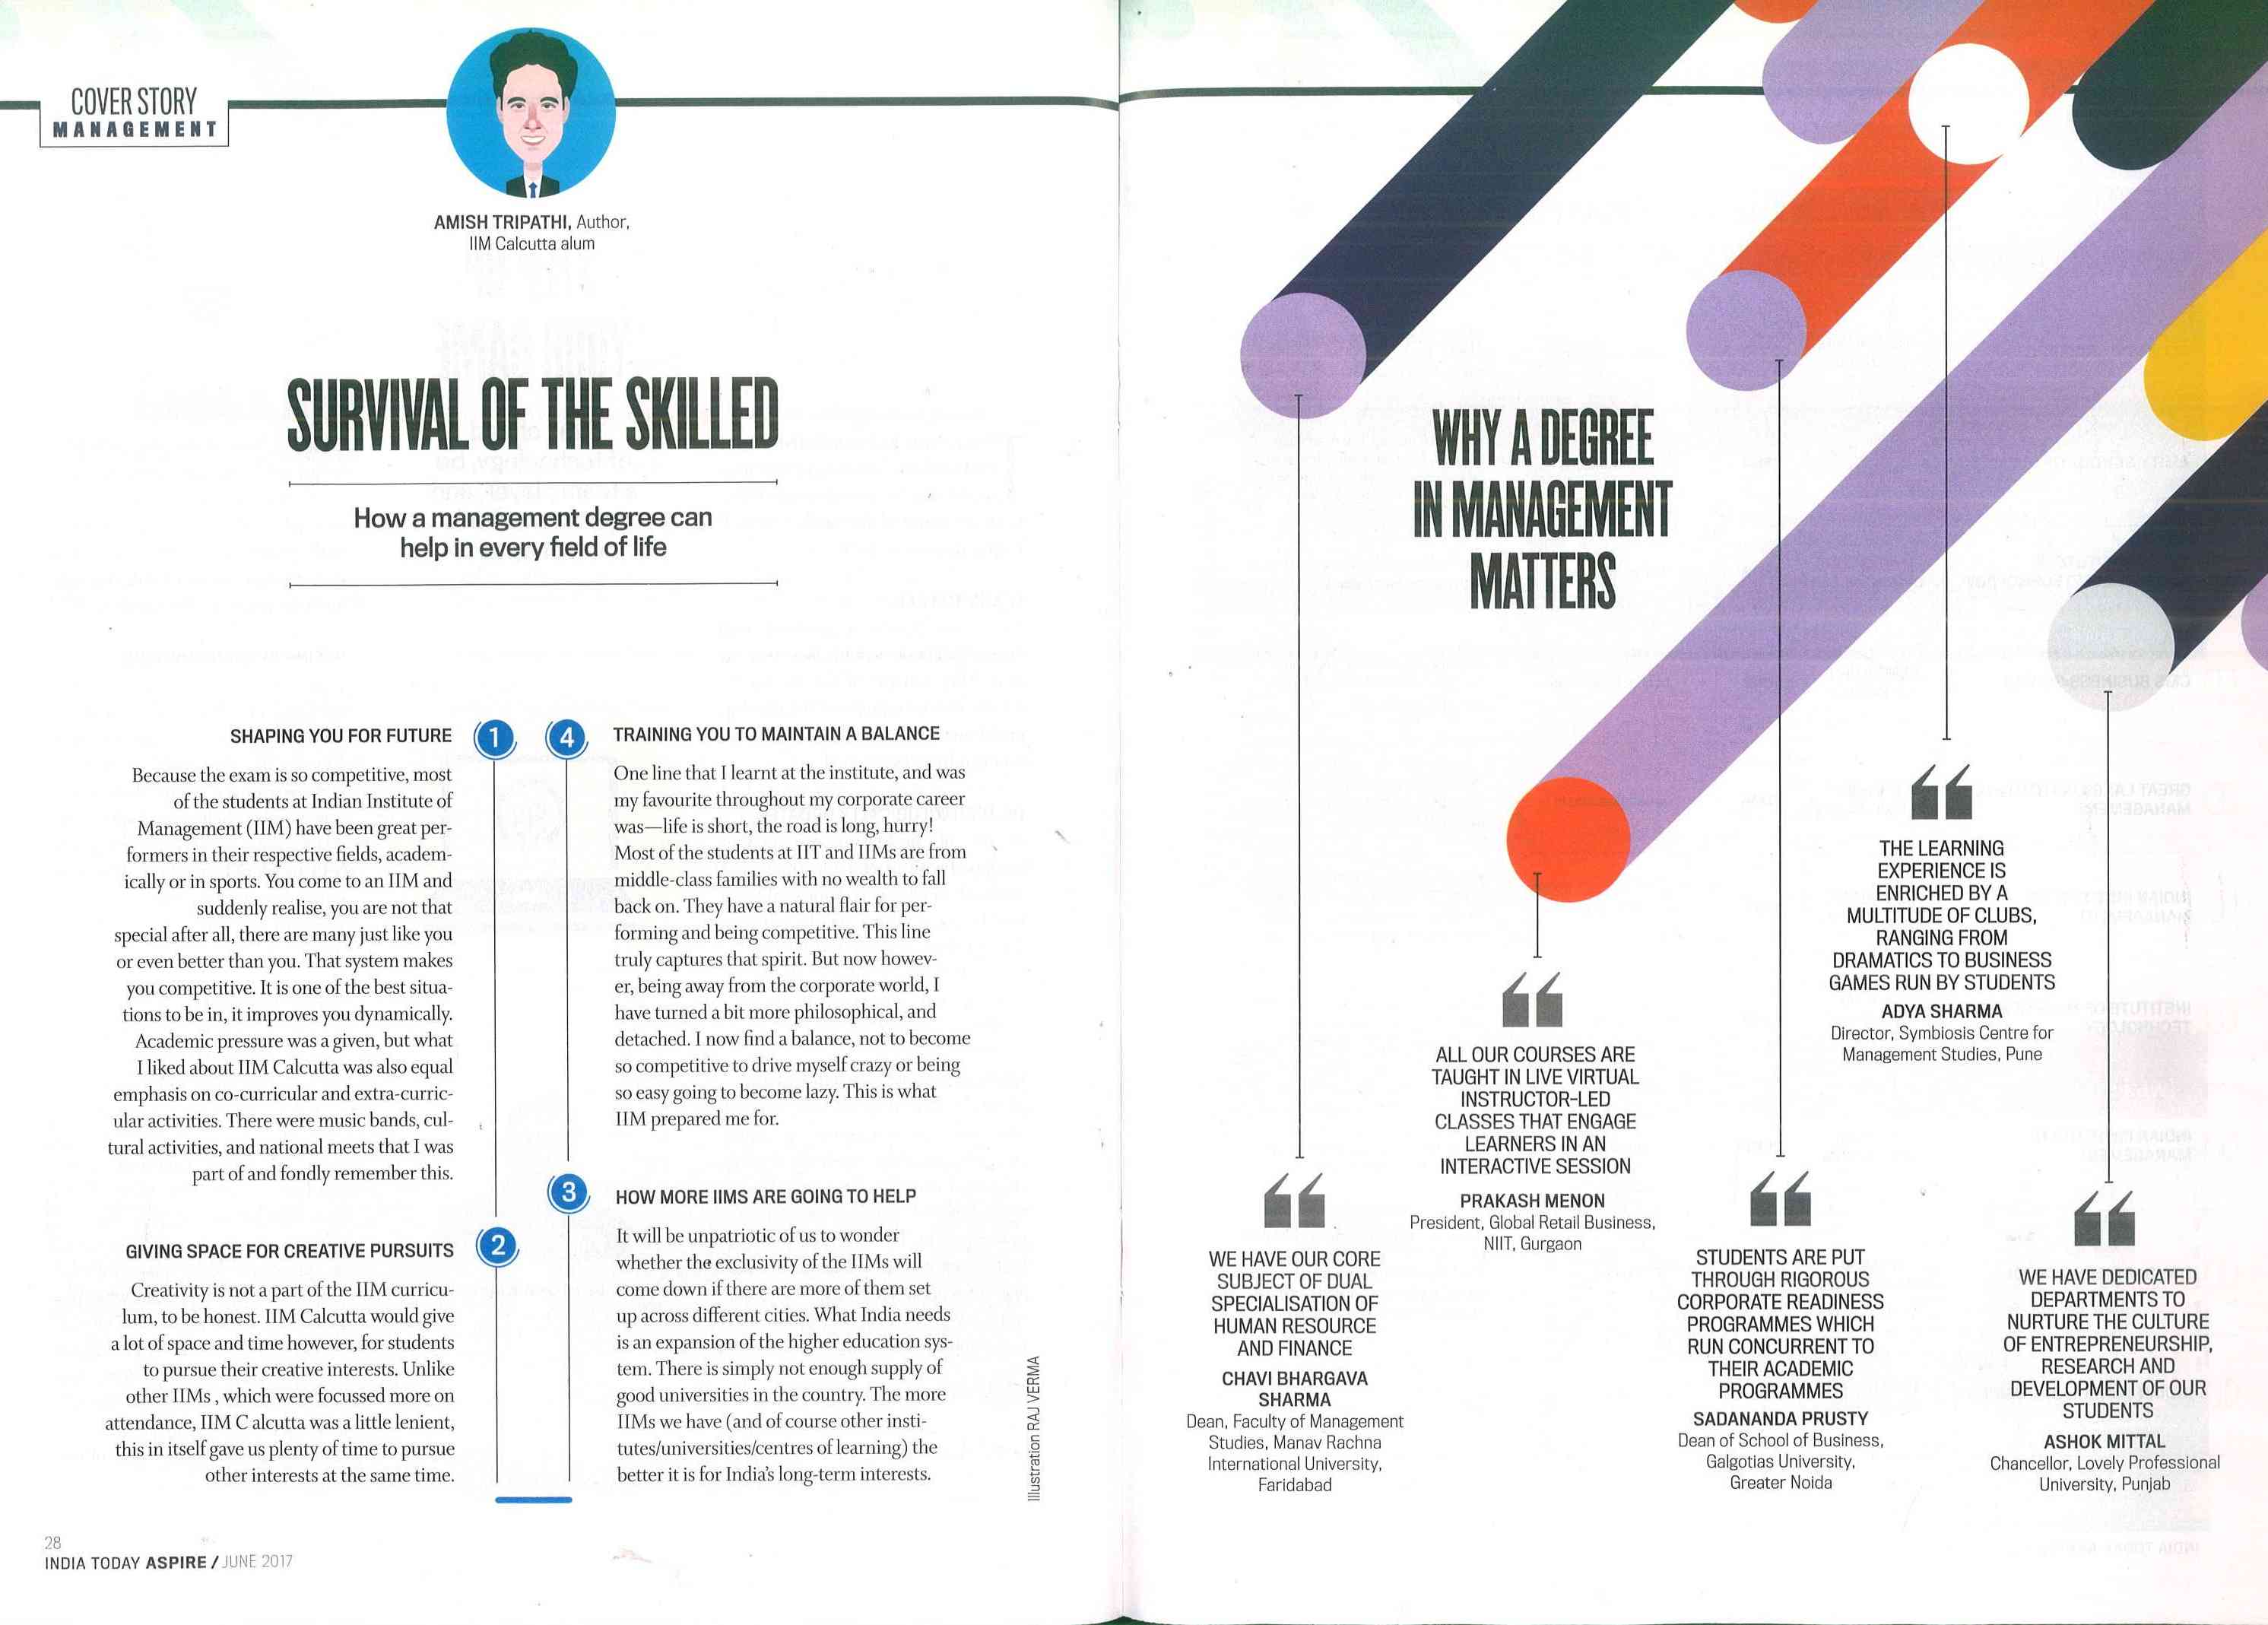 COVER STORY
MANAGEMENT
AMISH TRIPATHI, Author,
IIM Calcutta alum
SURVIVAL OF THE SKILLED
How a management degree can
help in every field of life
SHAPING YOU FOR FUTURE
1
Because the exam is so competitive, most
of the students at Indian Institute of
Management (IIM) have been great per-
formers in their respective fields, academ-
ically or in sports. You come to an IIM and
suddenly realise, you are not that
special after all, there are many just like you
or even better than you. That system makes
you competitive. It is one of the best situa-
tions to be in, it improves you dynamically.
Academic pressure was a given, but what
I liked about IIM Calcutta was also equal
emphasis on co-curricular and extra-curric-
ular activities. There were music bands, cul-
tural activities, and national meets that I was
part of and fondly remember this.
GIVING SPACE FOR CREATIVE PURSUITS
2
Creativity is not a part of the IIM curricu-
lum, to be honest. IIM Calcutta would give
a lot of space and time however, for students
to pursue their creative interests. Unlike
other IIMs , which were focussed more on
attendance, IIM C alcutta was a little lenient,
this in itself gave us plenty of time to pursue
other interests at the same time.
4
TRAINING YOU TO MAINTAIN A BALANCE
One line that I learnt at the institute, and was
my favourite throughout my corporate career
was—life is short, the road is long, hurry!
Most of the students at IIT and IIMs are from
middle-class families with no wealth to fall
back on. They have a natural flair for per-
forming and being competitive. This line
truly captures that spirit. But now howev-
er, being away from the corporate world, I
have turned a bit more philosophical, and
detached. I now find a balance, not to become
so competitive to drive myself crazy or being
so easy going to become lazy. This is what
IIM prepared me for.
3
HOW MORE IIMS ARE GOING TO HELP
It will be unpatriotic of us to wonder
whether the exclusivity of the IIMs will
come down if there are more of them set
up across different cities. What India needs
is an expansion of the higher education sys-
tem. There is simply not enough supply of
good universities in the country. The more
IIMs we have (and of course other insti-
tutes/universities/centres of learning) the
better it is for India's long-term interests.
Illustration RAJ VERMA
28
INDIA TODAY ASPIRE / JUNE 2017
WHY A DEGREE
IN MANAGEMENT
MATTERS
“
WE HAVE OUR CORE
SUBJECT OF DUAL
SPECIALISATION OF
HUMAN RESOURCE
AND FINANCE
CHAVI BHARGAVA
SHARMA
Dean, Faculty of Management
Studies, Manav Rachna
International University,
Faridabad
“
ALL OUR COURSES ARE
TAUGHT IN LIVE VIRTUAL
INSTRUCTOR-LED
CLASSES THAT ENGAGE
LEARNERS IN AN
INTERACTIVE SESSION
PRAKASH MENON
President, Global Retail Business,
NIIT, Gurgaon
“
STUDENTS ARE PUT
THROUGH RIGOROUS
CORPORATE READINESS
PROGRAMMES WHICH
RUN CONCURRENT TO
THEIR ACADEMIC
PROGRAMMES
SADANANDA PRUSTY
Dean of School of Business,
Galgotias University,
Greater Noida
“
THE LEARNING
EXPERIENCE IS
ENRICHED BY A
MULTITUDE OF CLUBS,
RANGING FROM
DRAMATICS TO BUSINESS
GAMES RUN BY STUDENTS
ADYA SHARMA
Director, Symbiosis Centre for
Management Studies, Pune
“
WE HAVE DEDICATED
DEPARTMENTS TO
NURTURE THE CULTURE
OF ENTREPRENEURSHIP,
RESEARCH AND
DEVELOPMENT OF OUR
STUDENTS
ASHOK MITTAL
Chancellor, Lovely Professional
University, Punjab